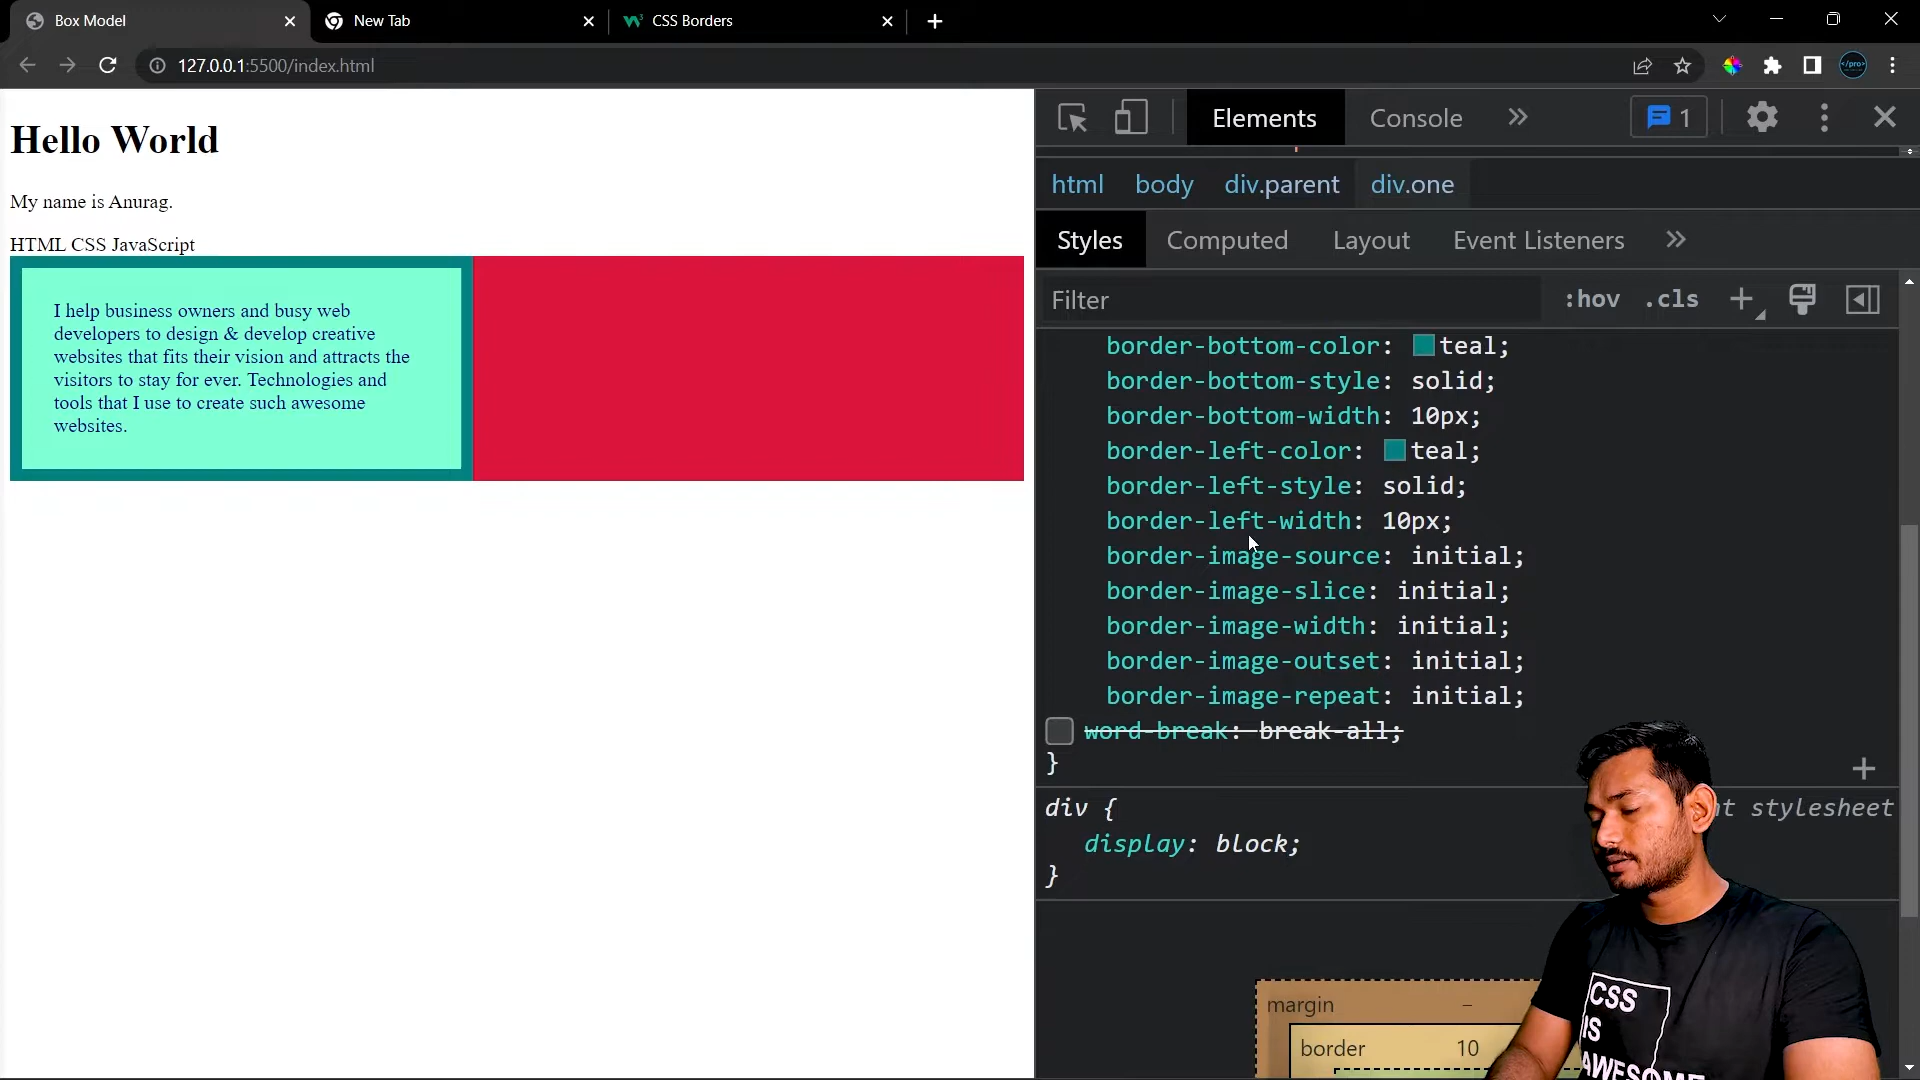 Box Model
New Tab
CSS Borders
127.0.0.1:5500/index.html
</pro>
Hello World
My name is Anurag.
HTML CSS JavaScript
I help business owners and busy web
developers to design & develop creative
websites that fits their vision and attracts the
visitors to stay for ever. Technologies and
tools that I use to create such awesome
websites.
Elements
Console
1
html
body
div.parent
div.one
Styles
Computed
Layout
Event Listeners
Filter
:hov
.cls
border-bottom-color: teal;
border-bottom-style: solid;
border-bottom-width: 10px;
border-left-color: teal;
border-left-style: solid;
border-left-width: 10px;
border-image-source: initial;
border-image-slice: initial;
border-image-width: initial;
border-image-outset: initial;
border-image-repeat: initial;
word-break: break-all;
}
div {
stylesheet
display: block;
}
margin
-
border
10
CSS
IS
AWESOME